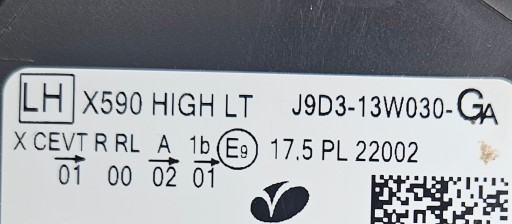 LH X590 HIGH LT J9D3-13W030-GA
X CEVT R RL A 1b E9 17.5 PL 22002
01 00 02 01